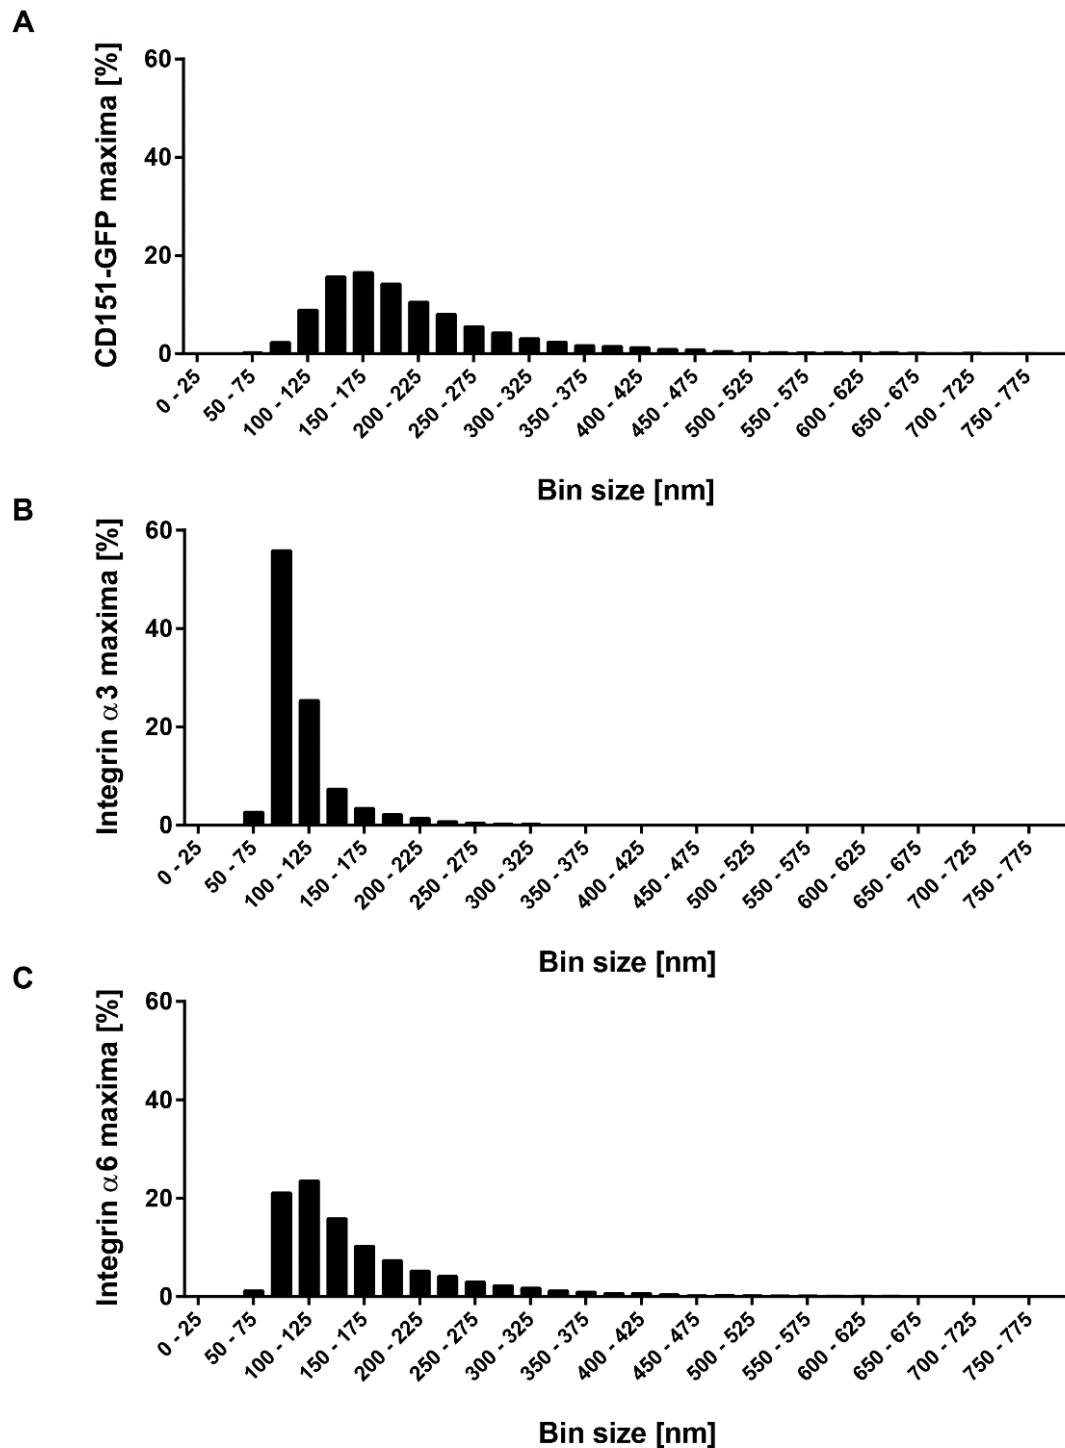 A
CD151-GFP maxima [%]
60
40
20
0
0 - 25
50 - 75
100 - 125
150 - 175
200 - 225
250 - 275
300 - 325
350 - 375
400 - 425
450 - 475
500 - 525
550 - 575
600 - 625
650 - 675
700 - 725
750 - 775
Bin size [nm]
B
Integrin α3 maxima [%]
60
40
20
0
0 - 25
50 - 75
100 - 125
150 - 175
200 - 225
250 - 275
300 - 325
350 - 375
400 - 425
450 - 475
500 - 525
550 - 575
600 - 625
650 - 675
700 - 725
750 - 775
Bin size [nm]
C
Integrin α6 maxima [%]
60
40
20
0
0 - 25
50 - 75
100 - 125
150 - 175
200 - 225
250 - 275
300 - 325
350 - 375
400 - 425
450 - 475
500 - 525
550 - 575
600 - 625
650 - 675
700 - 725
750 - 775
Bin size [nm]